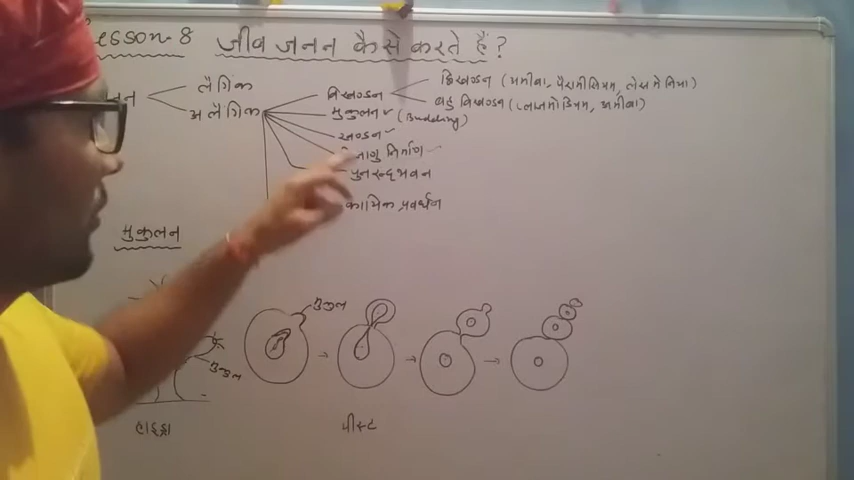 Lesson-8 जीव जनन कैसे करते हैं?
लैंगिक
अलैंगिक
विखण्डन
द्विखण्डन (अमीबा, पैरामीशियम, लेसमेनिया)
बहु विखण्डन (प्लाज्मोडियम, अमीबा)
मुकुलन (Budding)
खण्डन
निर्माण
पुनरुद्भवन
कायिक प्रवर्धन
मुकुलन
मुकुल
मुकुल
हाइड्रा
यीस्ट